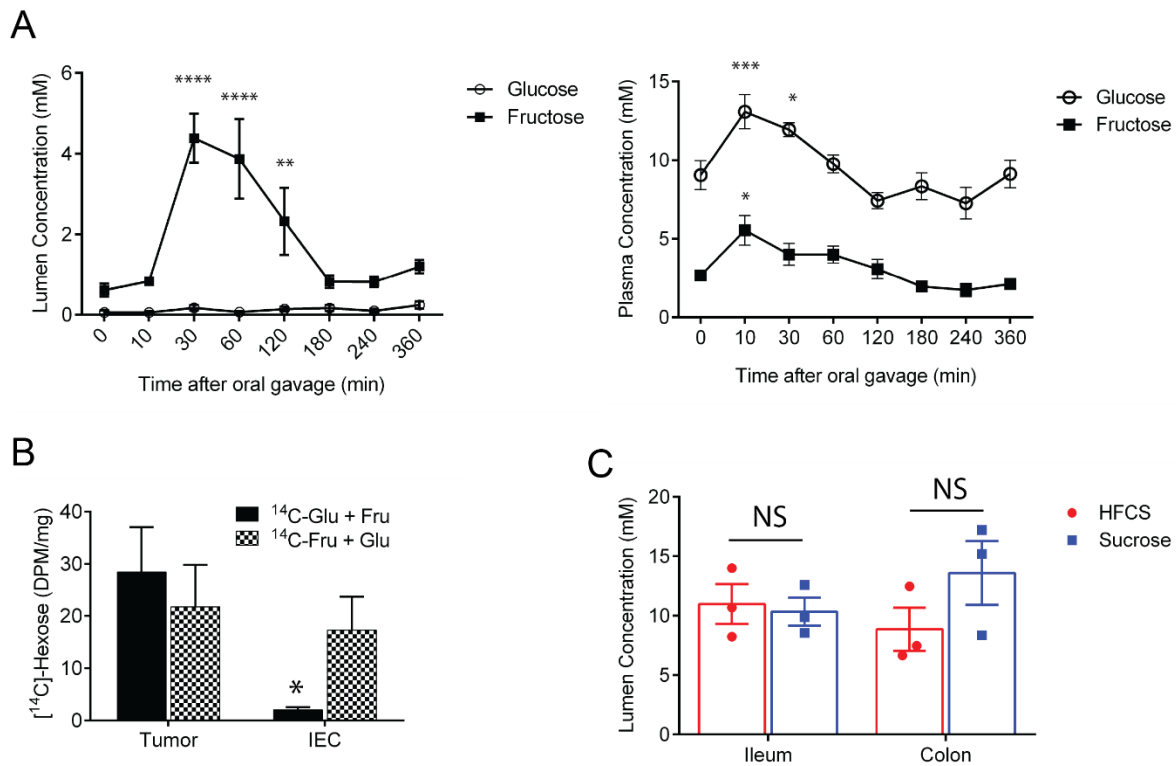 A
Lumen Concentration (mM)
6
4
2
0
**** **** **
Glucose
Fructose
0 10 30 60 120 180 240 360
Time after oral gavage (min)
Plasma Concentration (mM)
15
10
5
0
*** *
*
Glucose
Fructose
0 10 30 60 120 180 240 360
Time after oral gavage (min)
B
[14C]-Hexose (DPM/mg)
40
30
20
10
0
14C-Glu + Fru
14C-Fru + Glu
*
Tumor IEC
C
Lumen Concentration (mM)
20
15
10
5
0
NS NS
HFCS
Sucrose
Ileum Colon